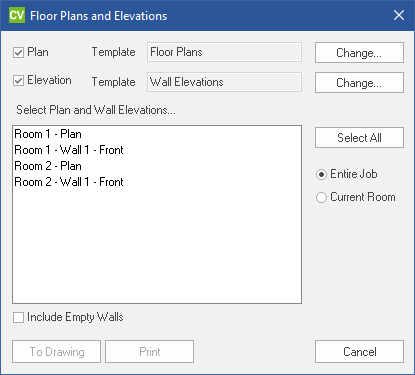 CV Floor Plans and Elevations
Plan Template Floor Plans Change...
Elevation Template Wall Elevations Change...
Select Plan and Wall Elevations...
Room 1 - Plan
Room 1 - Wall 1 - Front
Room 2 - Plan
Room 2 - Wall 1 - Front
Select All
Entire Job
Current Room
Include Empty Walls
To Drawing Print Cancel